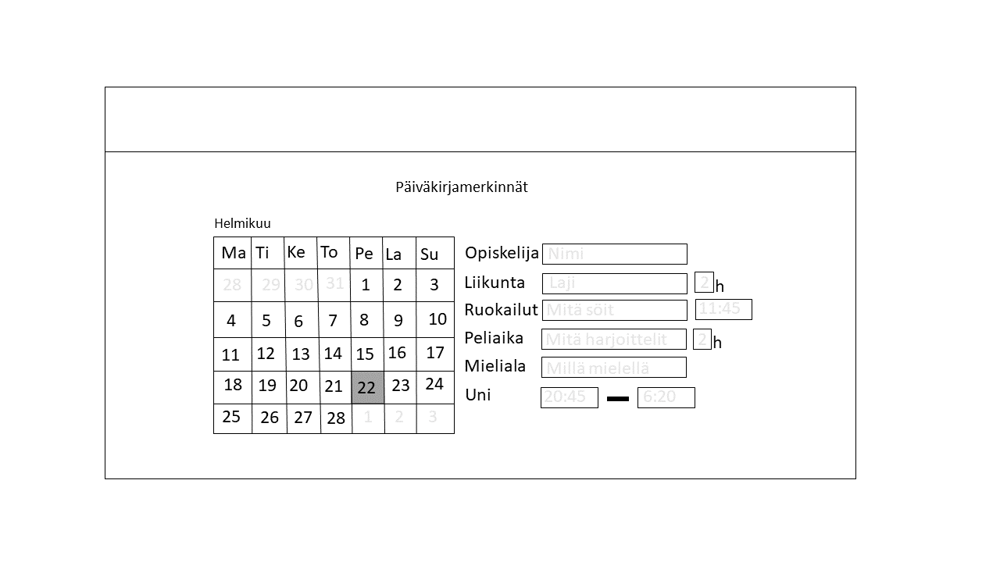 Päiväkirjamerkinnät
Helmikuu
Ma Ti Ke To Pe La Su
28 29 30 31 1 2 3
4 5 6 7 8 9 10
11 12 13 14 15 16 17
18 19 20 21 22 23 24
25 26 27 28 1 2 3
Opiskelija Nimi
Liikunta Laji 2 h
Ruokailut Mitä söit 11:45
Peliaika Mitä harjoittelit 2 h
Mieliala Millä mielellä
Uni 20:45 – 6:20